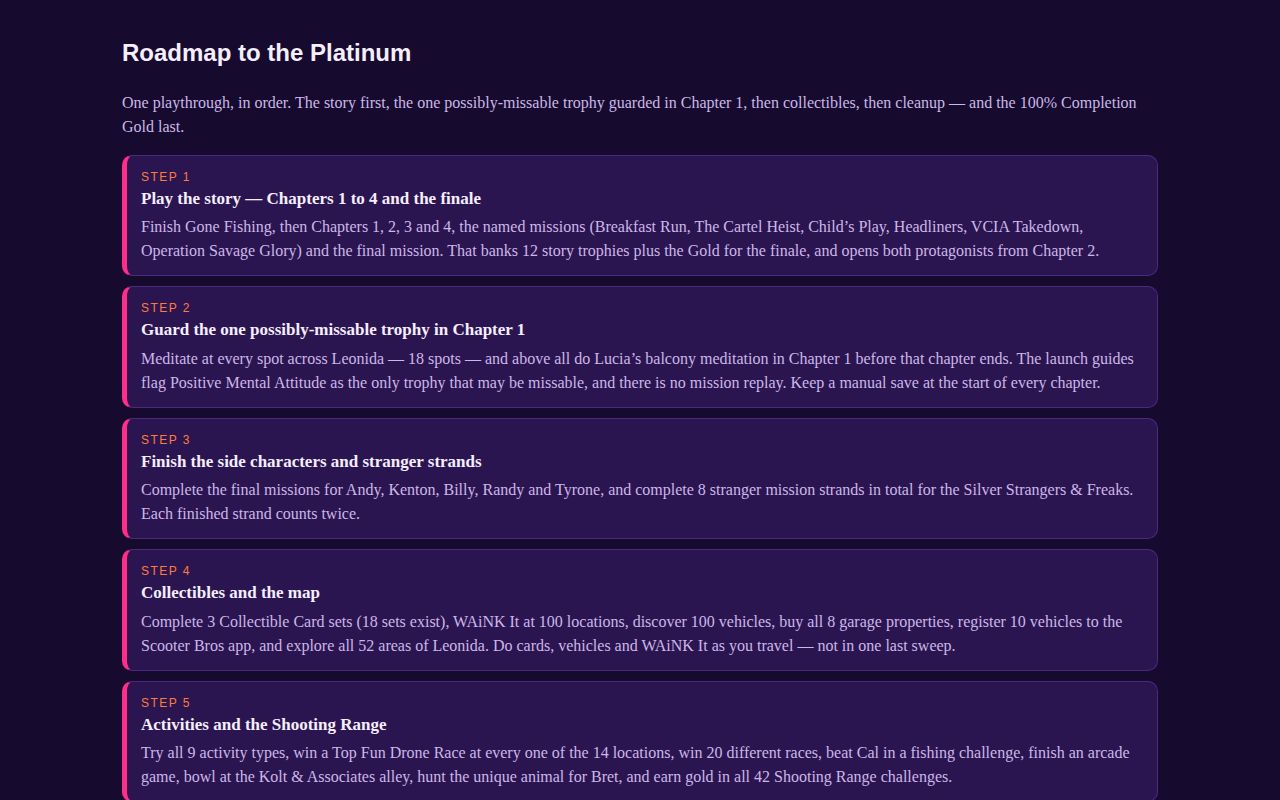 Roadmap to the Platinum
One playthrough, in order. The story first, the one possibly-missable trophy guarded in Chapter 1, then collectibles, then cleanup — and the 100% Completion
Gold last.
STEP 1
Play the story — Chapters 1 to 4 and the finale
Finish Gone Fishing, then Chapters 1, 2, 3 and 4, the named missions (Breakfast Run, The Cartel Heist, Child’s Play, Headliners, VCIA Takedown,
Operation Savage Glory) and the final mission. That banks 12 story trophies plus the Gold for the finale, and opens both protagonists from Chapter 2.
STEP 2
Guard the one possibly-missable trophy in Chapter 1
Meditate at every spot across Leonida — 18 spots — and above all do Lucia’s balcony meditation in Chapter 1 before that chapter ends. The launch guides
flag Positive Mental Attitude as the only trophy that may be missable, and there is no mission replay. Keep a manual save at the start of every chapter.
STEP 3
Finish the side characters and stranger strands
Complete the final missions for Andy, Kenton, Billy, Randy and Tyrone, and complete 8 stranger mission strands in total for the Silver Strangers & Freaks.
Each finished strand counts twice.
STEP 4
Collectibles and the map
Complete 3 Collectible Card sets (18 sets exist), WAiNK It at 100 locations, discover 100 vehicles, buy all 8 garage properties, register 10 vehicles to the
Scooter Bros app, and explore all 52 areas of Leonida. Do cards, vehicles and WAiNK It as you travel — not in one last sweep.
STEP 5
Activities and the Shooting Range
Try all 9 activity types, win a Top Fun Drone Race at every one of the 14 locations, win 20 different races, beat Cal in a fishing challenge, finish an arcade
game, bowl at the Kolt & Associates alley, hunt the unique animal for Bret, and earn gold in all 42 Shooting Range challenges.